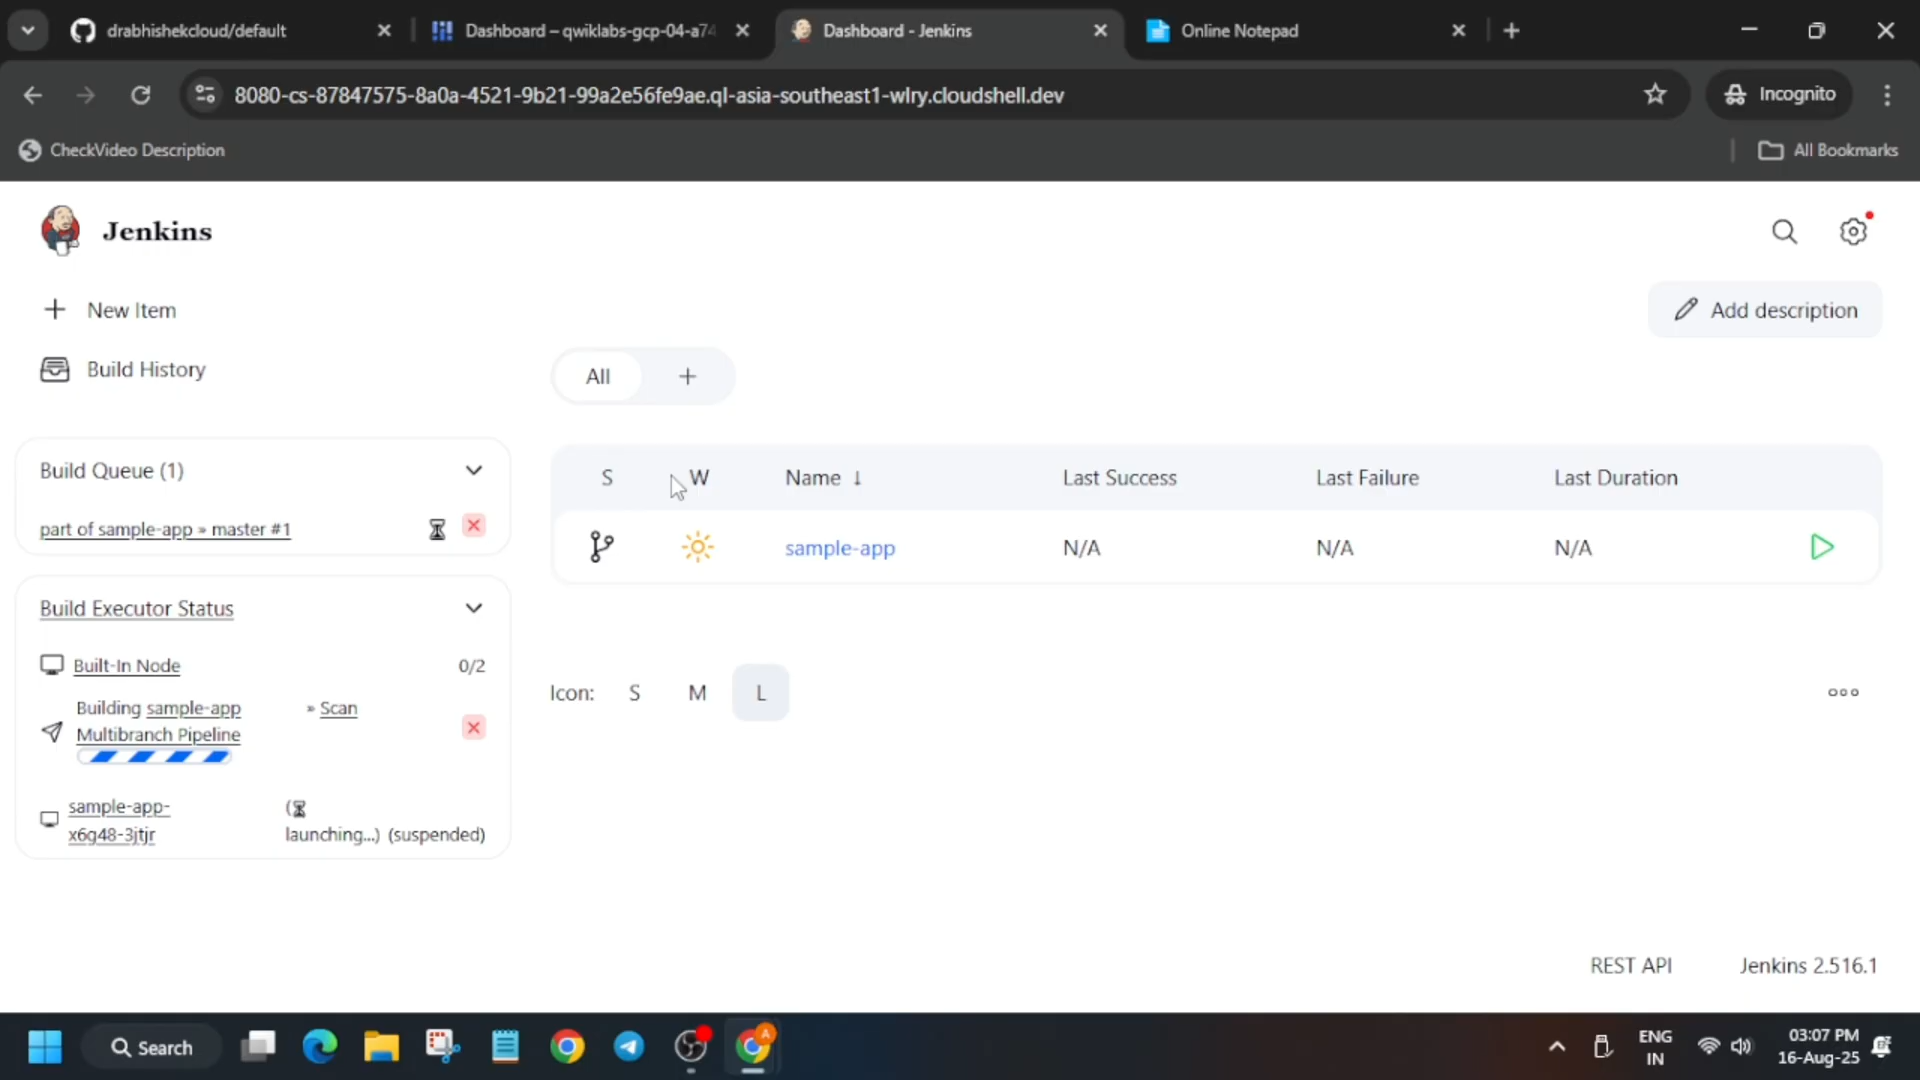 drabhishekcloud/default
Dashboard – qwiklabs-gcp-04-a74
Dashboard - Jenkins
Online Notepad
8080-cs-87847575-8a0a-4521-9b21-99a2e56fe9ae.ql-asia-southeast1-wlry.cloudshell.dev
Incognito
CheckVideo Description
All Bookmarks
Jenkins
New Item
Add description
Build History
All +
Build Queue (1)
part of sample-app » master #1
S W Name ↓ Last Success Last Failure Last Duration
sample-app N/A N/A N/A
Build Executor Status
Built-In Node 0/2
Building sample-app » Scan
Multibranch Pipeline
sample-app-
x6g48-3jtjr
(
launching...) (suspended)
Icon: S M L
REST API
Jenkins 2.516.1
Search
ENG
IN
03:07 PM
16-Aug-25